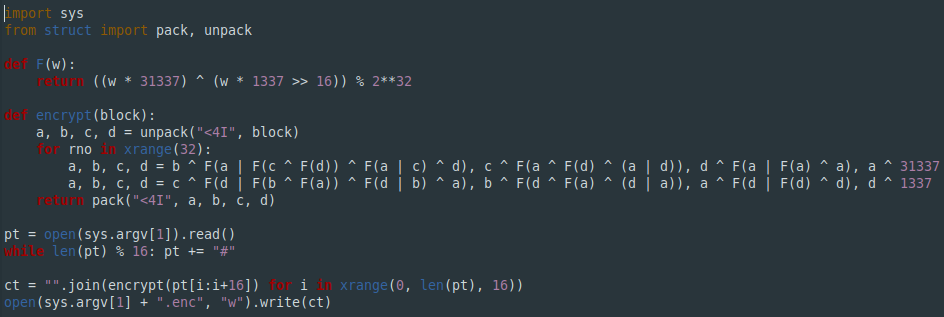 import sys
from struct import pack, unpack

def F(w):
    return ((w * 31337) ^ (w * 1337 >> 16)) % 2**32

def encrypt(block):
    a, b, c, d = unpack("<4I", block)
    for rno in xrange(32):
        a, b, c, d = b ^ F(a | F(c ^ F(d)) ^ F(a | c) ^ d), c ^ F(a ^ F(d) ^ (a | d)), d ^ F(a | F(a) ^ a), a ^ 31337
        a, b, c, d = c ^ F(d | F(b ^ F(a)) ^ F(d | b) ^ a), b ^ F(d ^ F(a) ^ (d | a)), a ^ F(d | F(d) ^ d), d ^ 1337
    return pack("<4I", a, b, c, d)

pt = open(sys.argv[1]).read()
while len(pt) % 16: pt += "#"

ct = "".join(encrypt(pt[i:i+16]) for i in xrange(0, len(pt), 16))
open(sys.argv[1] + ".enc", "w").write(ct)